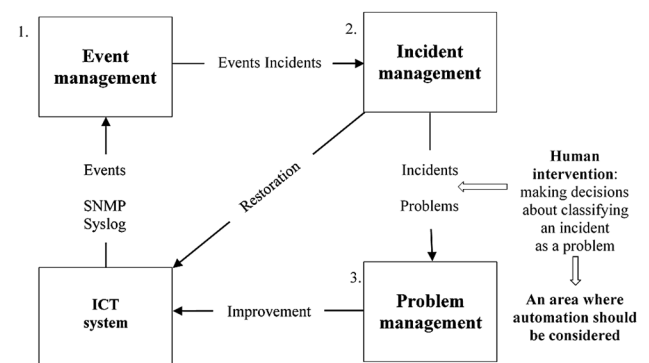 1.
Event
management
Events Incidents
2.
Incident
management
Events
SNMP
Syslog
Restoration
Incidents
Problems
Human
intervention:
making decisions
about classifying
an incident
as a problem
An area where
automation should
be considered
ICT
system
Improvement
3.
Problem
management